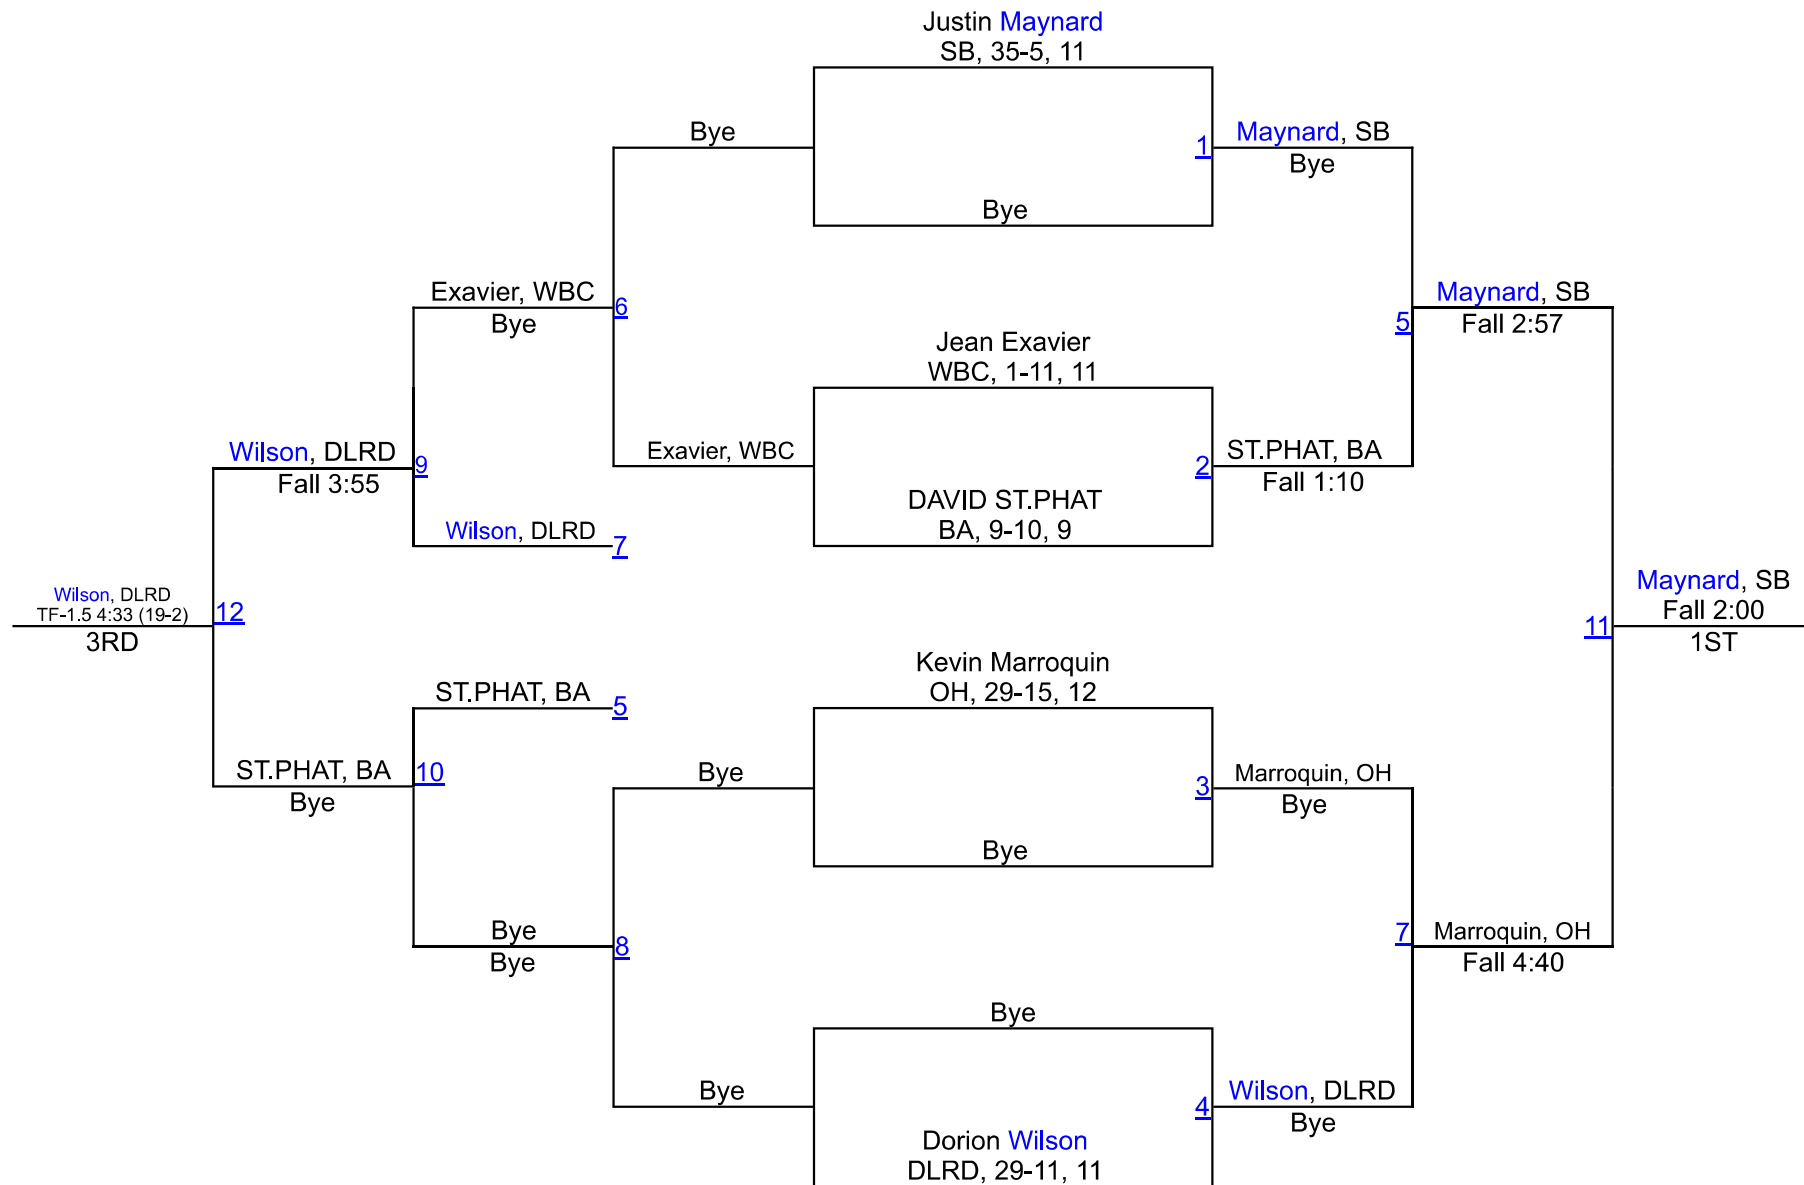 Justin Maynard
SB, 35-5, 11
Bye
1
Maynard, SB
Bye
Bye
Exavier, WBC
Bye
6
Maynard, SB
Fall 2:57
5
Jean Exavier
WBC, 1-11, 11
Wilson, DLRD
Fall 3:55
9
Exavier, WBC
2
ST.PHAT, BA
Fall 1:10
DAVID ST.PHAT
BA, 9-10, 9
Wilson, DLRD
7
Wilson, DLRD
TF-1.5 4:33 (19-2)
3RD
12
Maynard, SB
Fall 2:00
1ST
11
Kevin Marroquin
OH, 29-15, 12
ST.PHAT, BA
5
ST.PHAT, BA
Bye
10
Bye
3
Marroquin, OH
Bye
Bye
Bye
Bye
8
7
Marroquin, OH
Fall 4:40
Bye
Bye
4
Wilson, DLRD
Bye
Dorion Wilson
DLRD, 29-11, 11